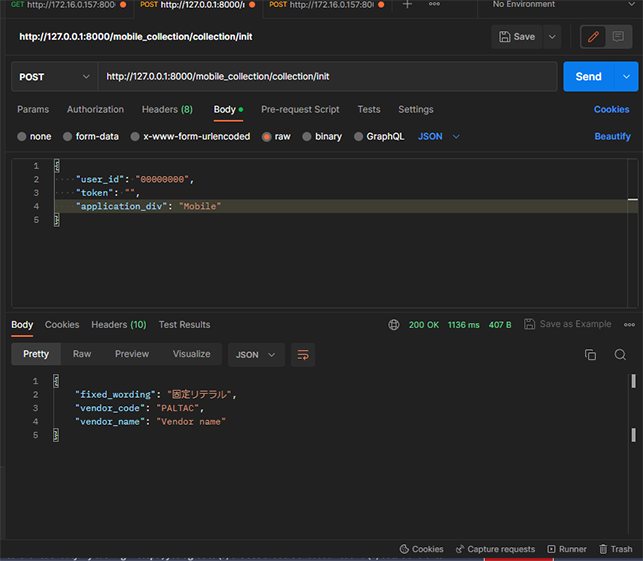 GET http://172.16.0.157:800 POST http://127.0.0.1:8000/r POST http://172.16.0.157:800 No Environment
http://127.0.0.1:8000/mobile_collection/collection/init Save
POST http://127.0.0.1:8000/mobile_collection/collection/init Send
Params Authorization Headers (8) Body Pre-request Script Tests Settings Cookies
none form-data x-www-form-urlencoded raw binary GraphQL JSON Beautify
1 {
2 "user_id": "00000000",
3 "token": "",
4 "application_div": "Mobile"
5 }
Body Cookies Headers (10) Test Results 200 OK 1136 ms 407 B Save as Example
Pretty Raw Preview Visualize JSON
1 {
2 "fixed_wording": "固定リテラル",
3 "vendor_code": "PALTAC",
4 "vendor_name": "Vendor name"
5 }
Cookies Capture requests Runner Trash